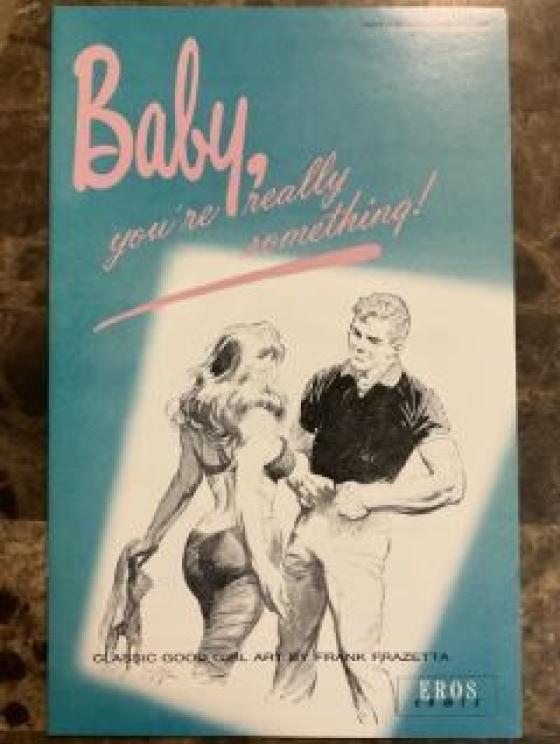 Baby,
you're really
something!
CLASSIC GOOD GIRL ART BY FRANK FRAZETTA
EROS
comix